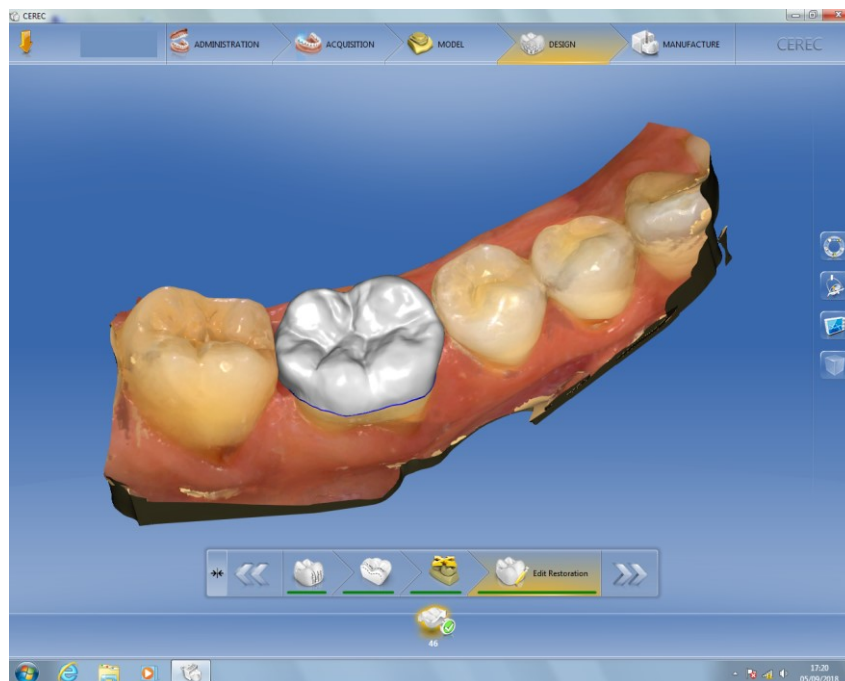 CEREC
ADMINISTRATION
ACQUISITION
MODEL
DESIGN
MANUFACTURE
CEREC
Edit Restoration
46
17:20
05/09/2018